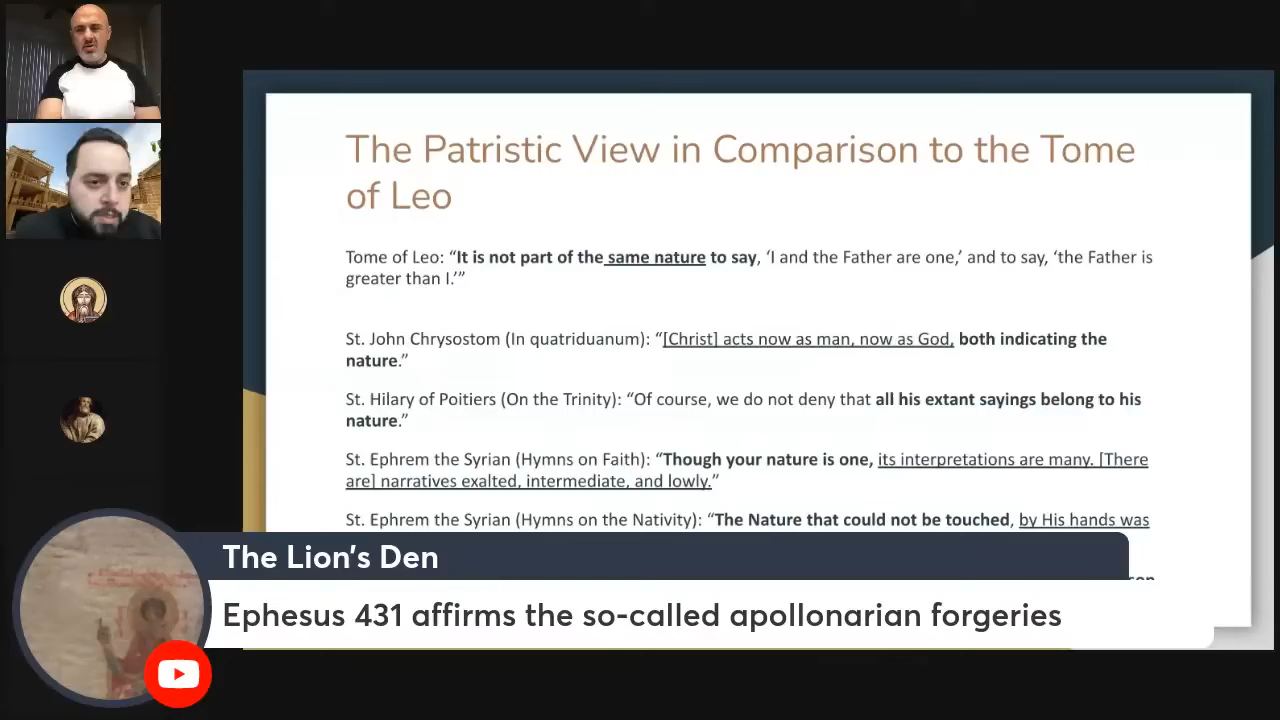 The Patristic View in Comparison to the Tome
of Leo
Tome of Leo: “It is not part of the same nature to say, ‘I and the Father are one,’ and to say, ‘the Father is
greater than I.’”
St. John Chrysostom (In quatriduanum): “[Christ] acts now as man, now as God, both indicating the
nature.”
St. Hilary of Poitiers (On the Trinity): “Of course, we do not deny that all his extant sayings belong to his
nature.”
St. Ephrem the Syrian (Hymns on Faith): “Though your nature is one, its interpretations are many. [There
are] narratives exalted, intermediate, and lowly.”
St. Ephrem the Syrian (Hymns on the Nativity): “The Nature that could not be touched, by His hands was
The Lion's Den
Ephesus 431 affirms the so-called apollonarian forgeries